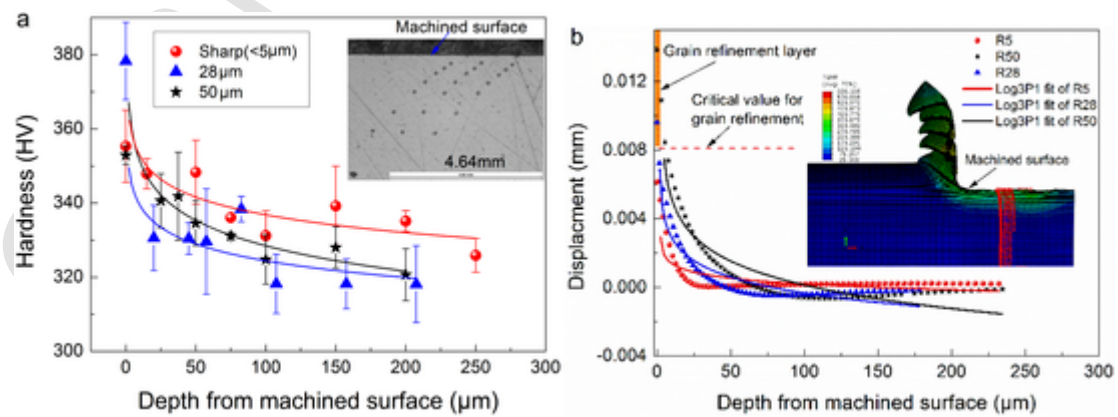 a
Machined surface
Sharp(<5μm)
28μm
50μm
4.64mm
Hardness (HV)
380
360
340
320
300
0 50 100 150 200 250 300
Depth from machined surface (μm)
b
Grain refinement layer
R5
R50
R28
Log3P1 fit of R5
Log3P1 fit of R28
Log3P1 fit of R50
Critical value for
grain refinement
Machined surface
Displacment (mm)
0.012
0.008
0.004
0.000
-0.004
0 50 100 150 200 250 300
Depth from machined surface (μm)